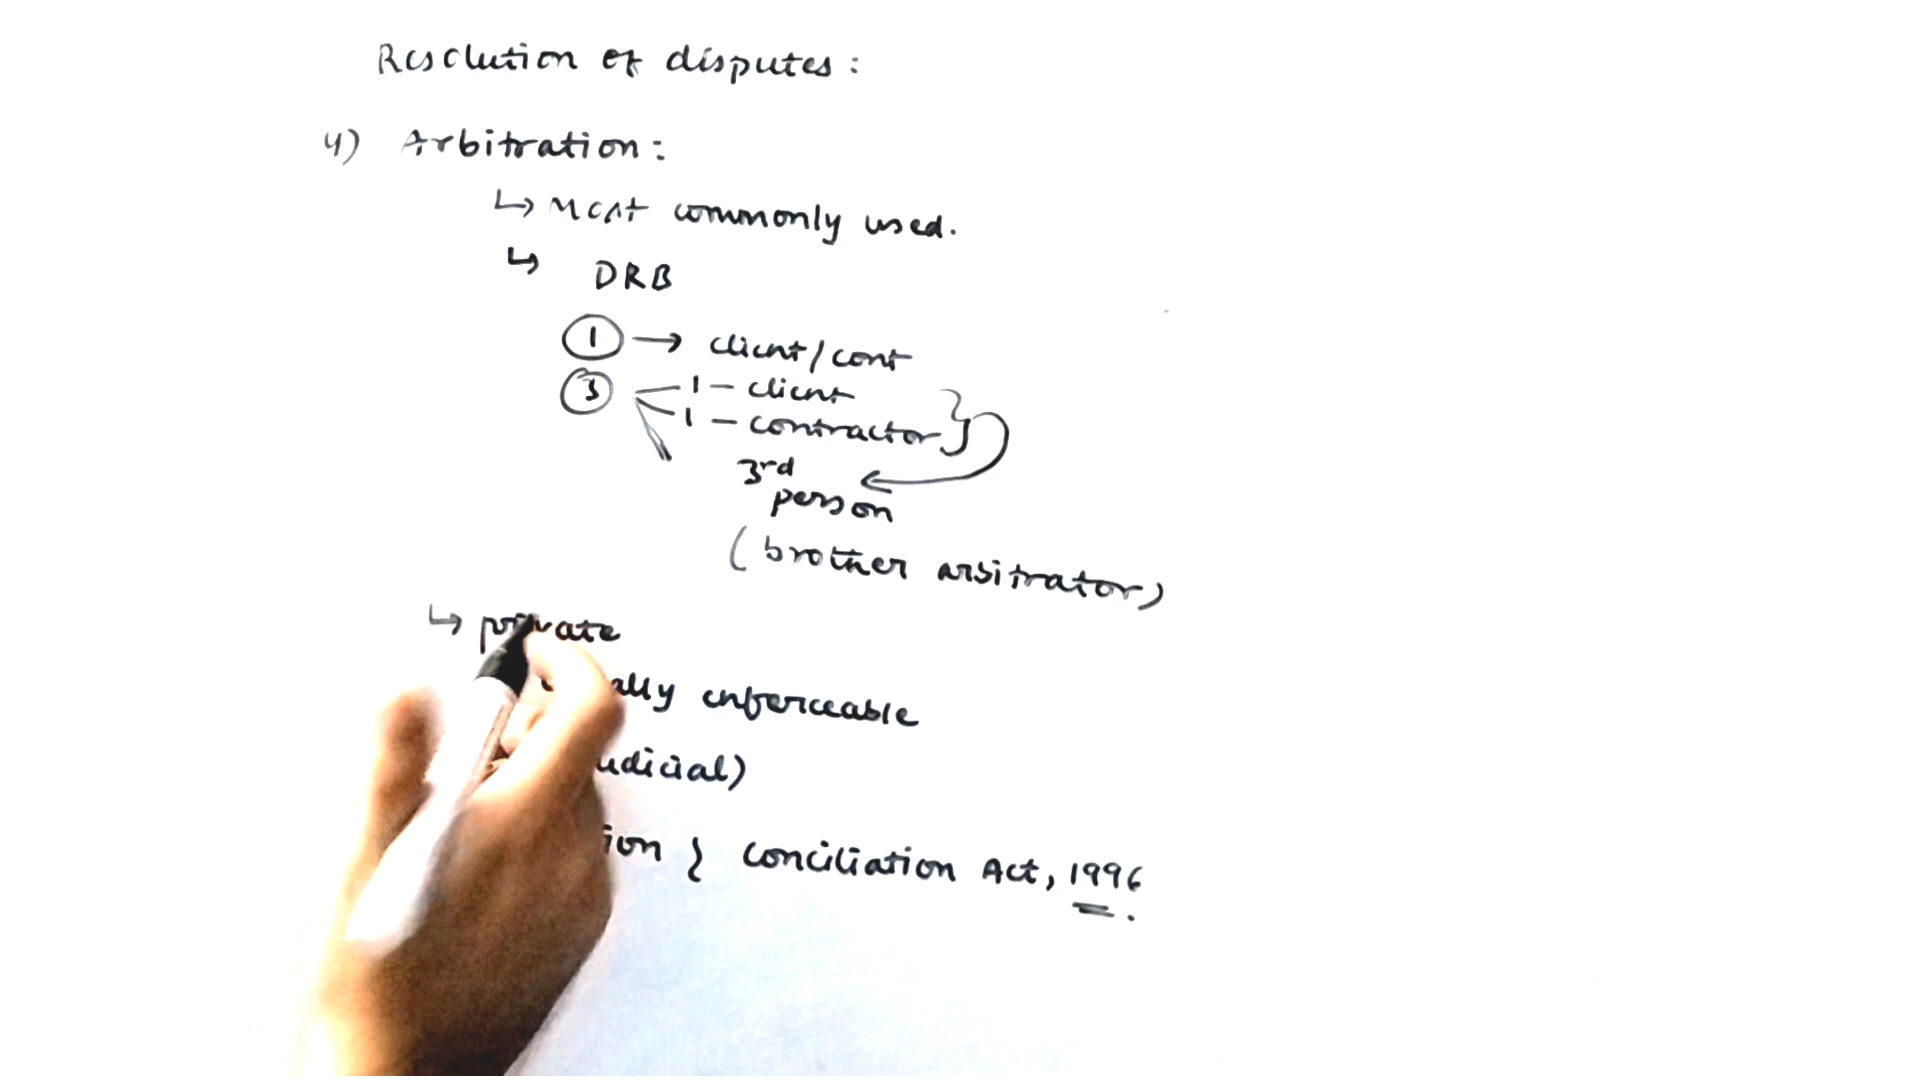 Resolution of disputes:
4) Arbitration:
↳ Most commonly used.
↳ DRB
① → client/cont
③ 1 - client
1 - contractor
3rd
person
(brother arbitrator)
↳ private
ally enforceable
udicial)
ion } Conciliation Act, 1996.